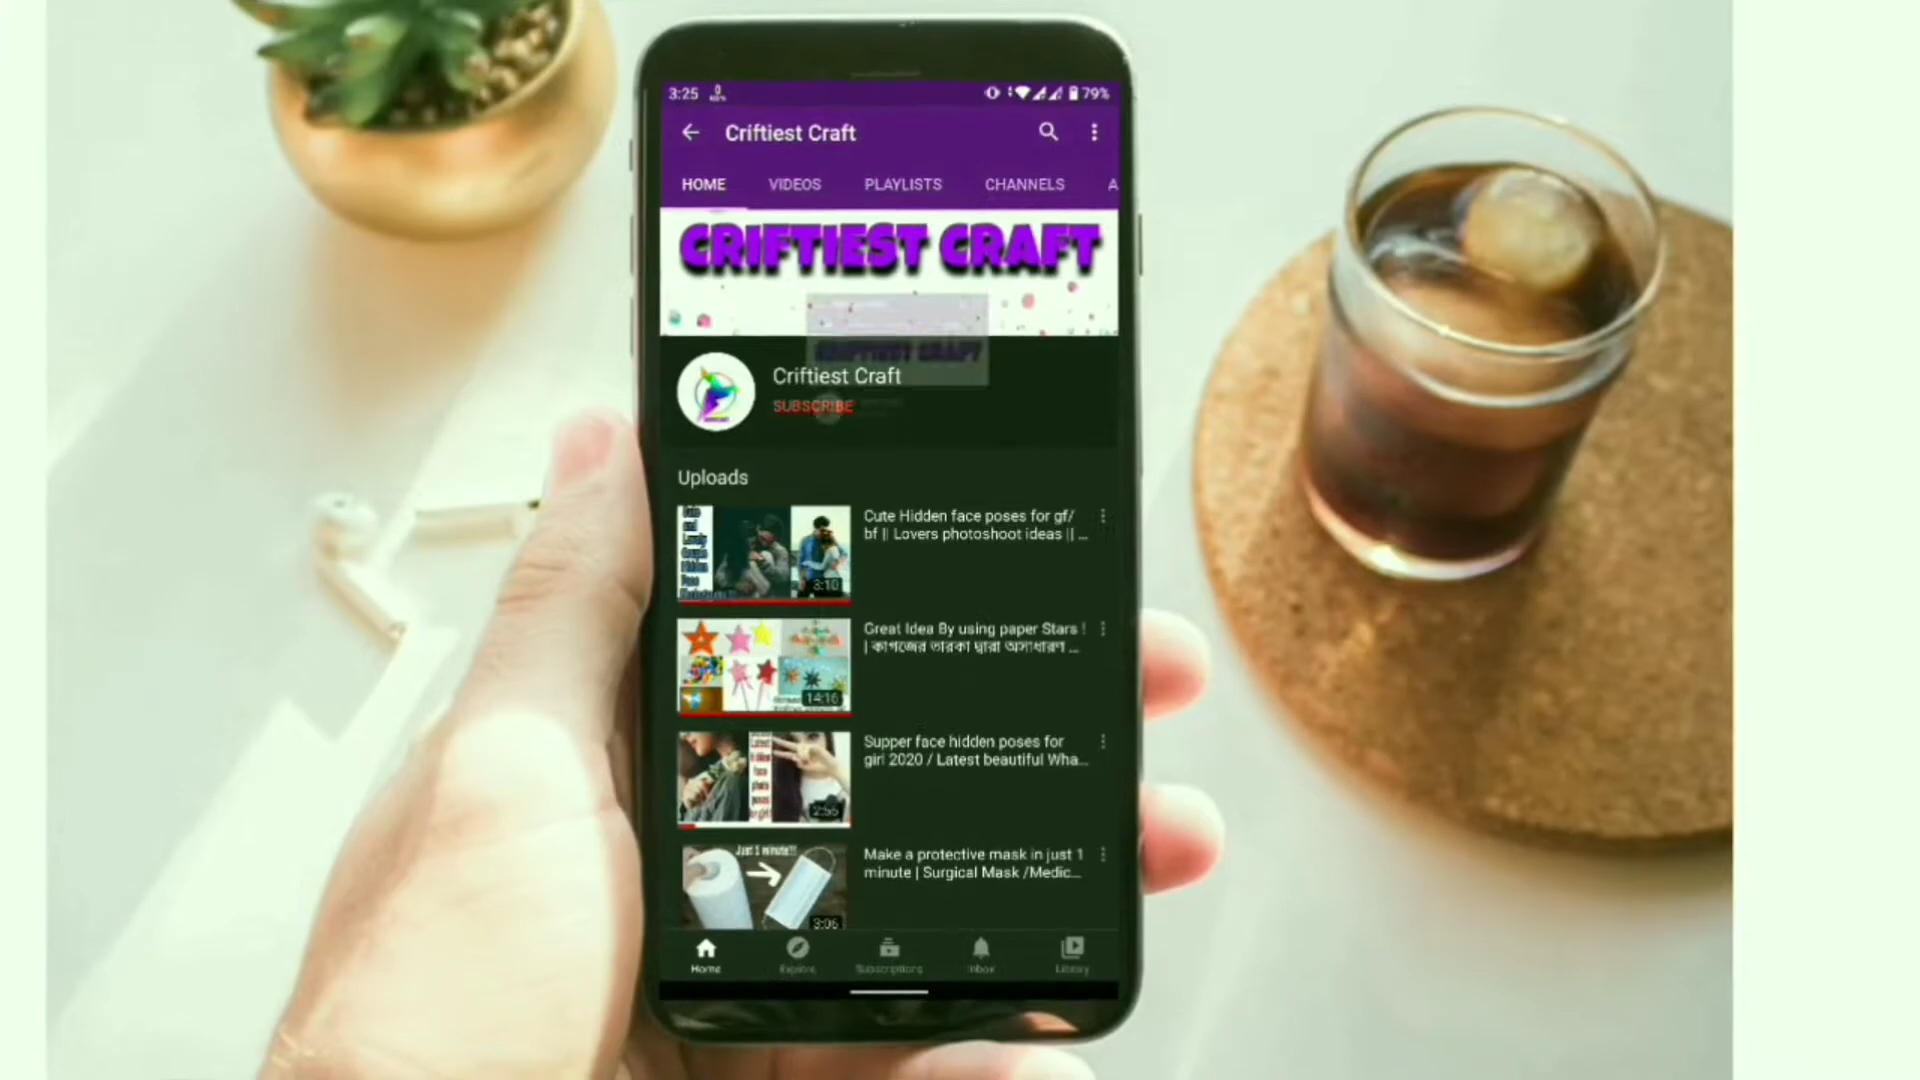 3:25
79%
Criftiest Craft
HOME VIDEOS PLAYLISTS CHANNELS A
CRIFTIEST CRAFT
Criftiest Craft
SUBSCRIBE
Uploads
Cute Hidden face poses for gf/
bf || Lovers photoshoot ideas || ...
3:10
Great Idea By using paper Stars !
| কাগজের তারকা দ্বারা অসাধারণ ...
14:16
Supper face hidden poses for
girl 2020 / Latest beautiful Wha...
2:55
Make a protective mask in just 1
minute | Surgical Mask /Medic...
Just 1 minute!!!
3:06
Home Explore Subscriptions Inbox Library